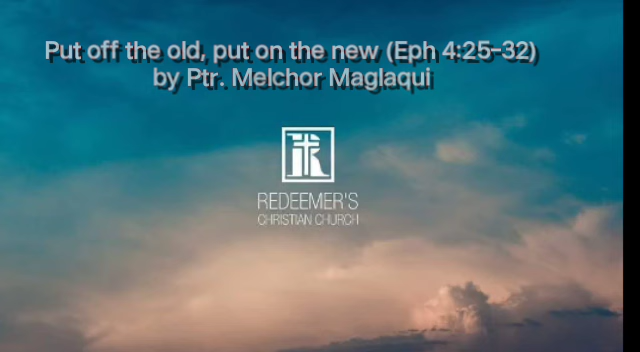 Put off the old, put on the new (Eph 4:25-32)
by Ptr. Melchor Maglaqui
REDEEMER'S
CHRISTIAN CHURCH